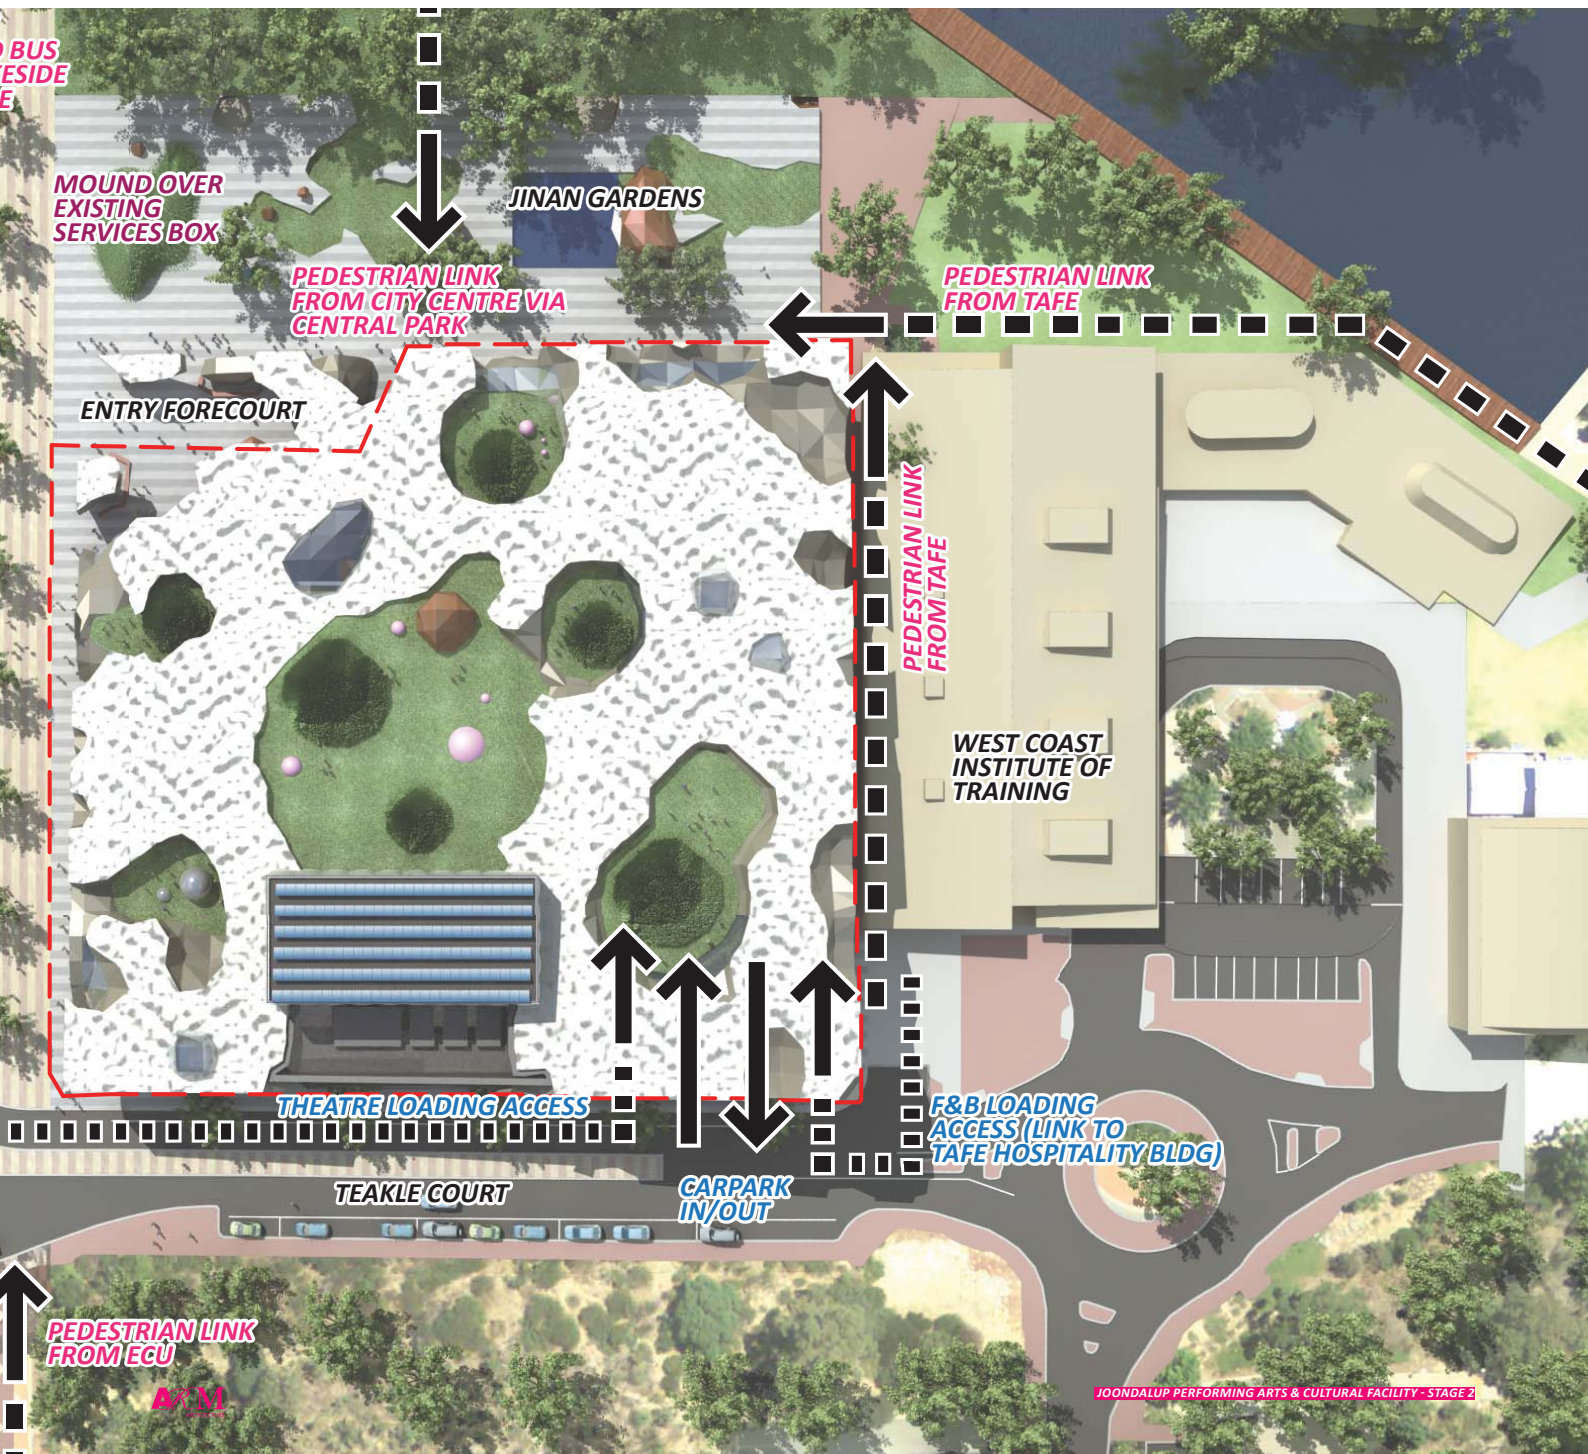 BUS
E
MOUND OVER
EXISTING
SERVICES BOX
JINAN GARDENS
PEDESTRIAN LINK
FROM CITY CENTRE VIA
CENTRAL PARK
PEDESTRIAN LINK
FROM TAFE
ENTRY FORECOURT
PEDESTRIAN LINK
FROM TAFE
WEST COAST
INSTITUTE OF
TRAINING
THEATRE LOADING ACCESS
F&B LOADING
ACCESS (LINK TO
TAFE HOSPITALITY BLDG)
TEAKLE COURT
CARPARK
IN/OUT
PEDESTRIAN LINK
FROM ECU
ARM
JOONDALUP PERFORMING ARTS & CULTURAL FACILITY - STAGE 2